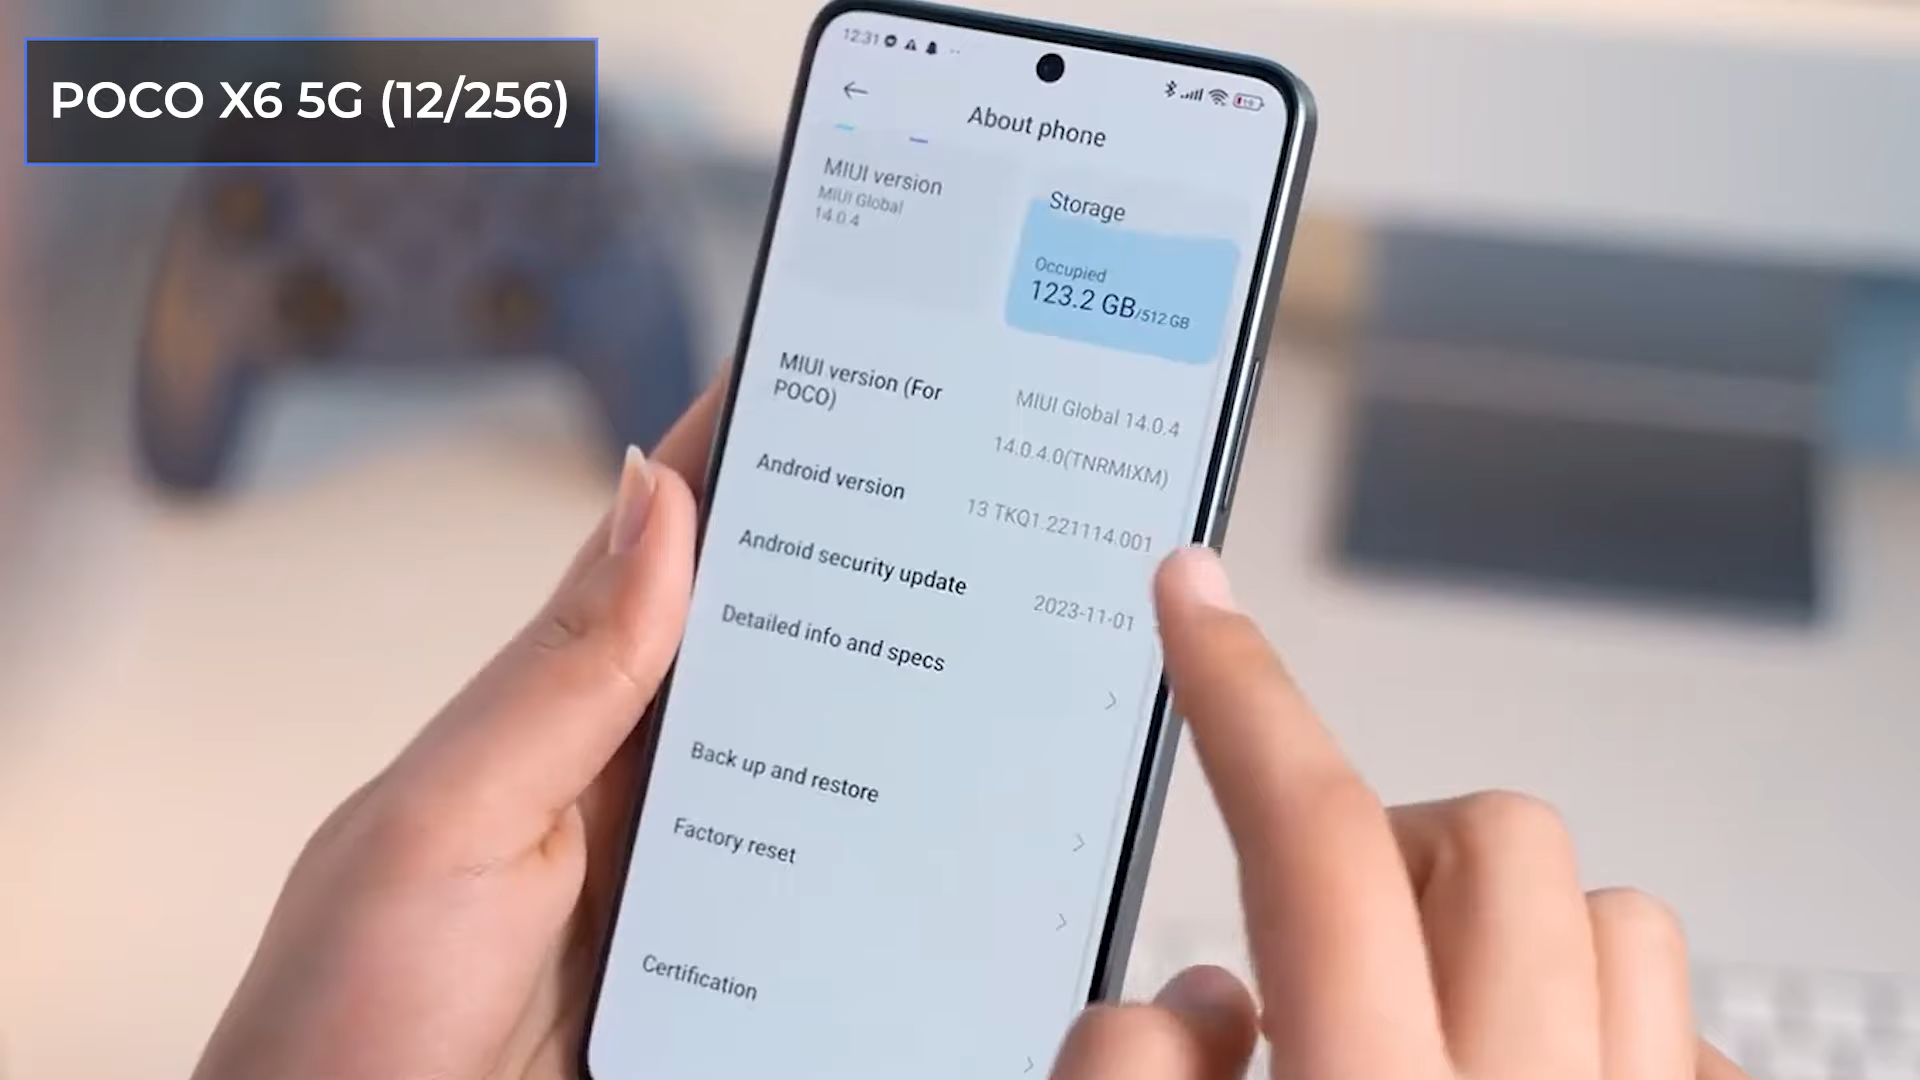 POCO X6 5G (12/256)
12:31
About phone
MIUI version
MIUI Global
14.0.4
Storage
Occupied
123.2 GB/512 GB
MIUI version (For
POCO)
MIUI Global 14.0.4
14.0.4.0(TNRMIXM)
Android version
13 TKQ1.221114.001
Android security update
2023-11-01
Detailed info and specs
Back up and restore
Factory reset
Certification